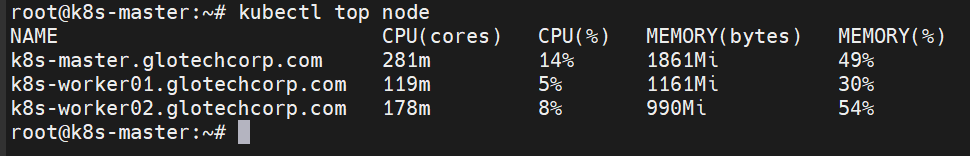 root@k8s-master:~# kubectl top node
NAME CPU(cores) CPU(%) MEMORY(bytes) MEMORY(%)
k8s-master.glotechcorp.com 281m 14% 1861Mi 49%
k8s-worker01.glotechcorp.com 119m 5% 1161Mi 30%
k8s-worker02.glotechcorp.com 178m 8% 990Mi 54%
root@k8s-master:~#